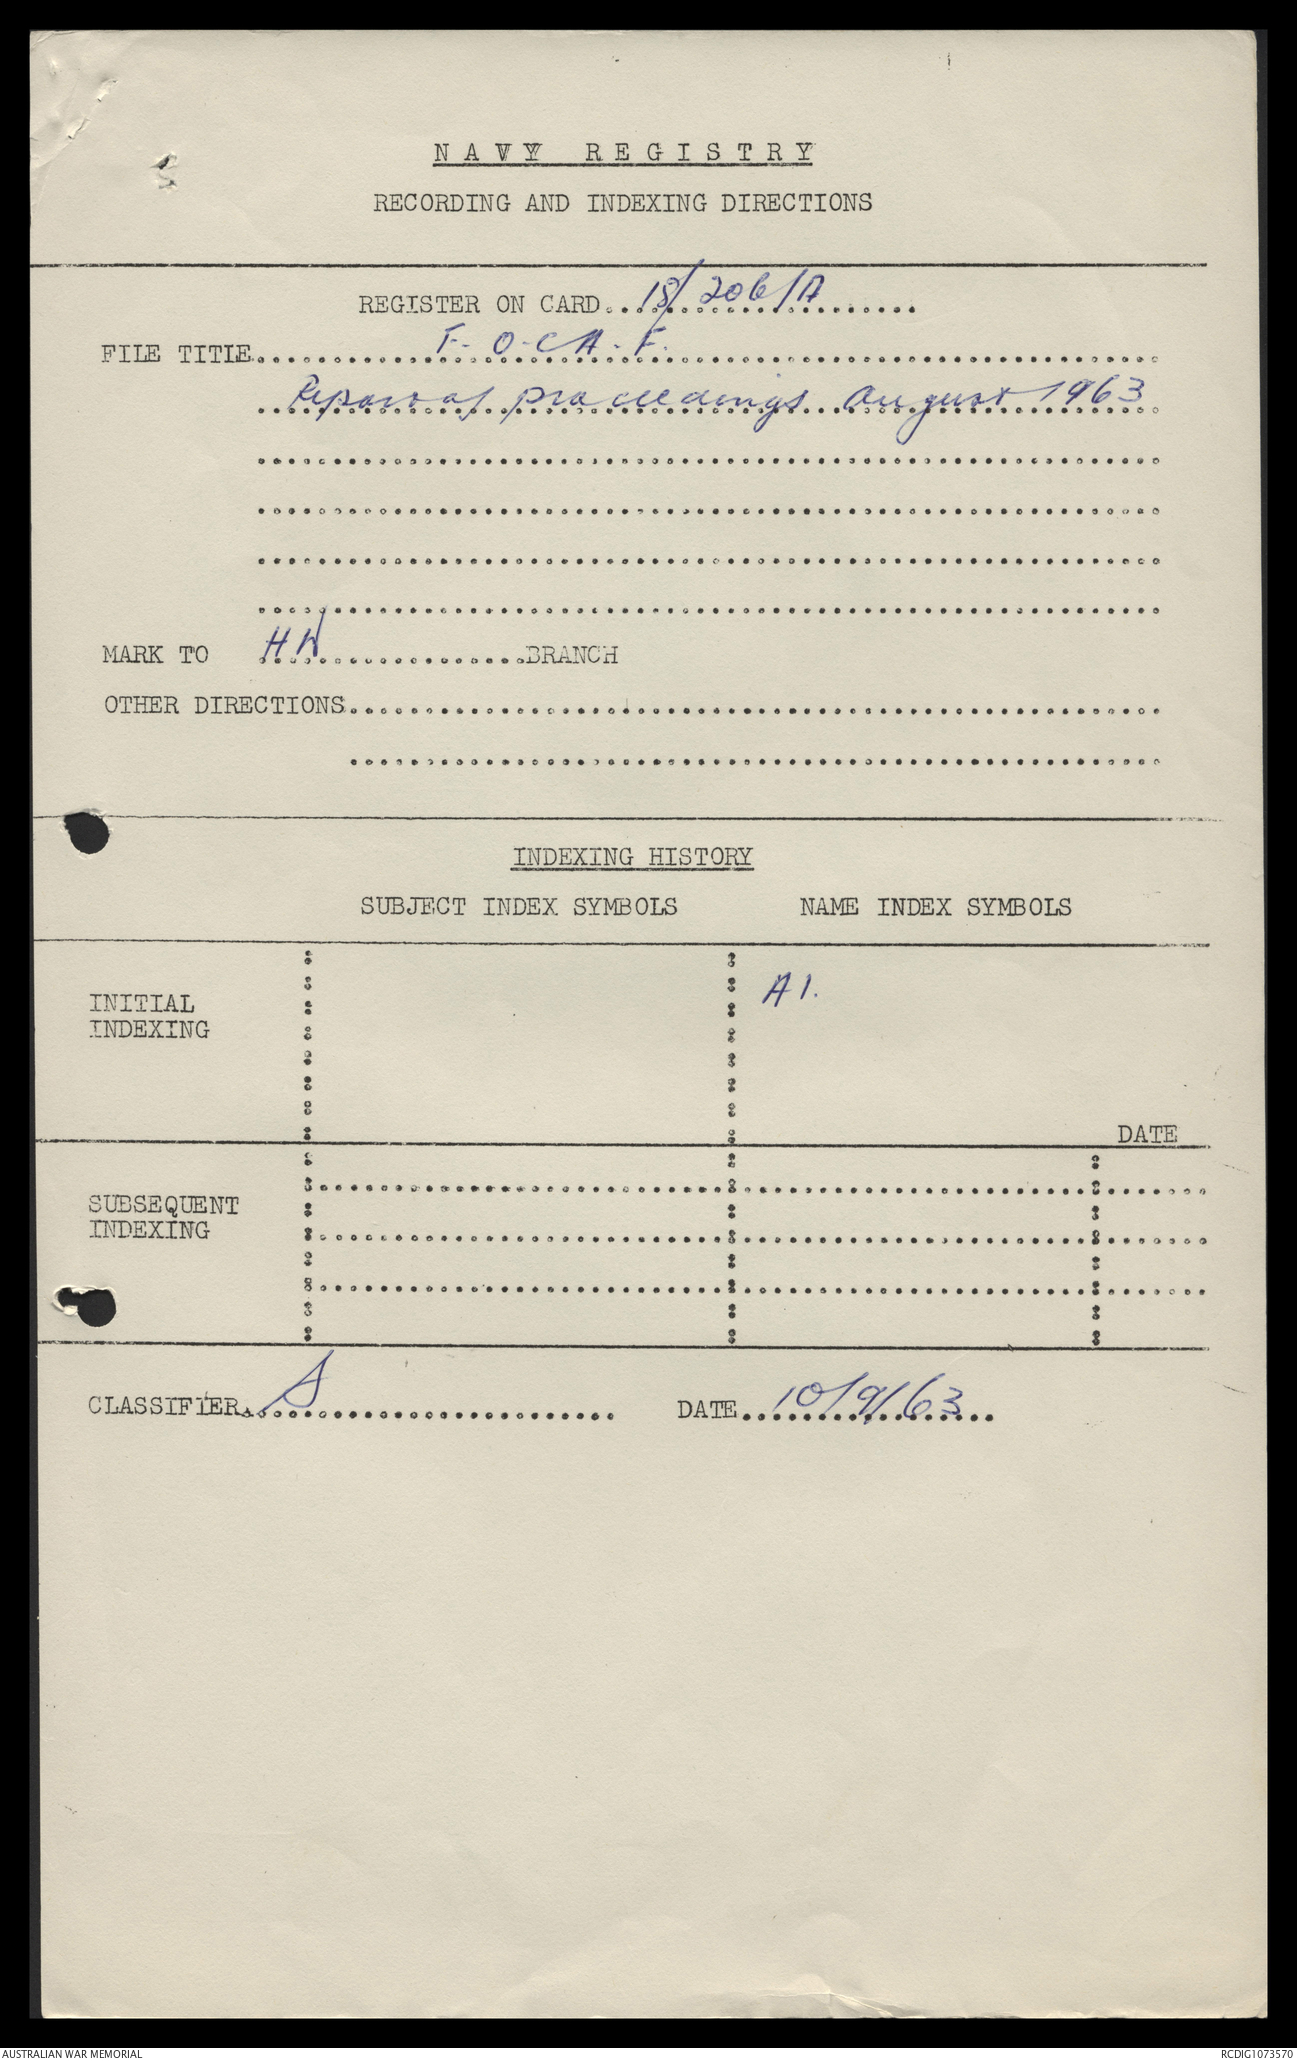 NAVY REGISTRY
RECORDING AND INDEXING DIRECTIONS
REGISTER ON CARD 18/206/A
FILE TITLE F.O.C.A.F.
Report of proceedings August 1963
MARK TO HW BRANCH
OTHER DIRECTIONS
INDEXING HISTORY
SUBJECT INDEX SYMBOLS NAME INDEX SYMBOLS
INITIAL
INDEXING
A1.
DATE
SUBSEQUENT
INDEXING
CLASSIFIER DATE 10/9/63
AUSTRALIAN WAR MEMORIAL RCDIG1073570